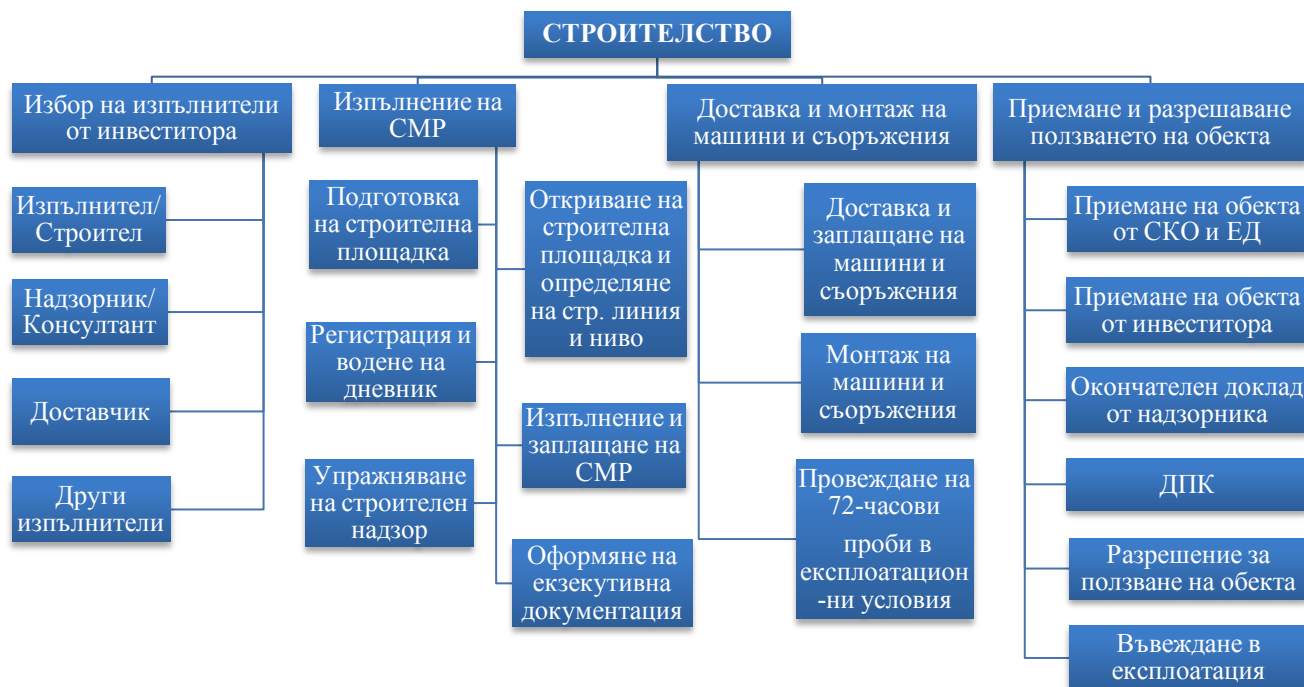 СТРОИТЕЛСТВО
Избор на изпълнители
от инвеститора
Изпълнител/
Строител
Надзорник/
Консултант
Доставчик
Други
изпълнители
Изпълнение на
СМР
Подготовка
на строителна
площадка
Откриване на
строителна
площадка и
определяне
на стр. линия
и ниво
Регистрация и
водене на
дневник
Изпълнение и
заплащане на
СМР
Упражняване
на строителен
надзор
Оформяне на
екзекутивна
документация
Доставка и монтаж на
машини и съоръжения
Доставка и
заплащане на
машини и
съоръжения
Монтаж на
машини и
съоръжения
Провеждане на
72-часови
проби в
експлоатацион
-ни условия
Приемане и разрешаване
ползването на обекта
Приемане на обекта
от СКО и ЕД
Приемане на обекта
от инвеститора
Окончателен доклад
от надзорника
ДПК
Разрешение за
ползване на обекта
Въвеждане в
експлоатация